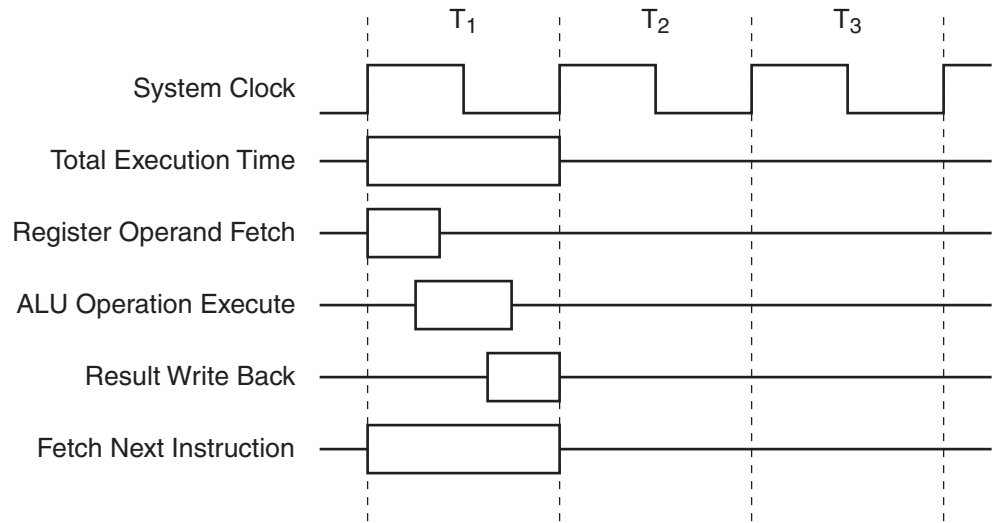 T1 T2 T3
System Clock
Total Execution Time
Register Operand Fetch
ALU Operation Execute
Result Write Back
Fetch Next Instruction